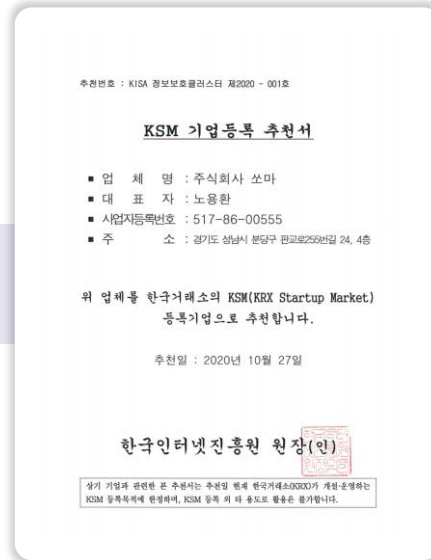 추천번호 : KISA 정보보호클러스터 제2020 - 001호
KSM 기업등록 추천서
■ 업 체 명 : 주식회사 쏘마
■ 대 표 자 : 노용환
■ 사업자등록번호 : 517-86-00555
■ 주 소 : 경기도 성남시 분당구 판교로255번길 24, 4층
위 업체를 한국거래소의 KSM(KRX Startup Market)
등록기업으로 추천합니다.
추천일 : 2020년 10월 27일
한국인터넷진흥원 원장(인)
상기 기업과 관련한 본 추천서는 추천일 현재 한국거래소(KRX)가 개설·운영하는
KSM 등록목적에 한정하며, KSM 등록 외 타 용도로 활용은 불가합니다.